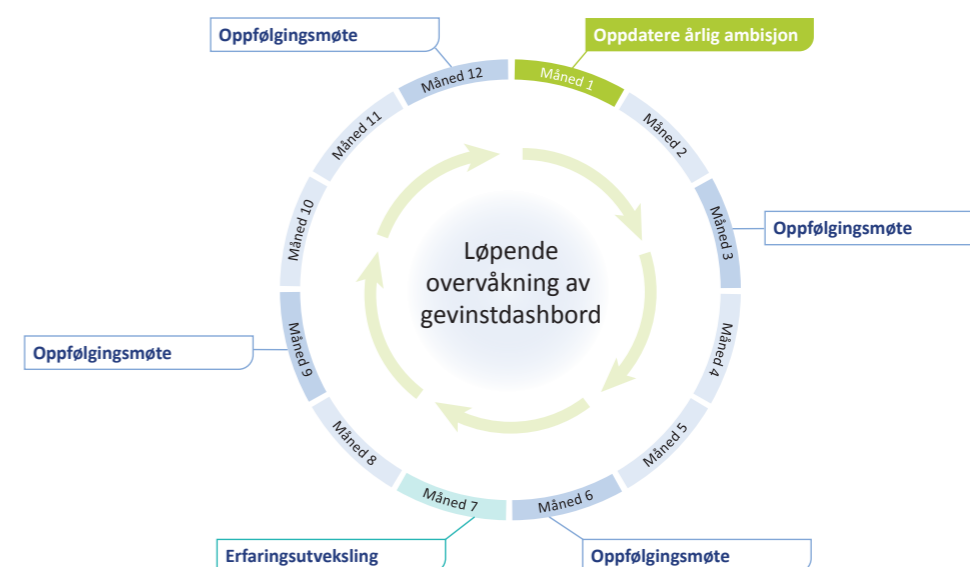 Oppfølgingsmøte
Oppdatere årlig ambisjon
Måned 12
Måned 1
Måned 11
Måned 2
Måned 10
Måned 3
Oppfølgingsmøte
Løpende
overvåkning av
gevinstdashbord
Oppfølgingsmøte
Måned 9
Måned 4
Måned 8
Måned 5
Måned 7
Måned 6
Erfaringsutveksling
Oppfølgingsmøte